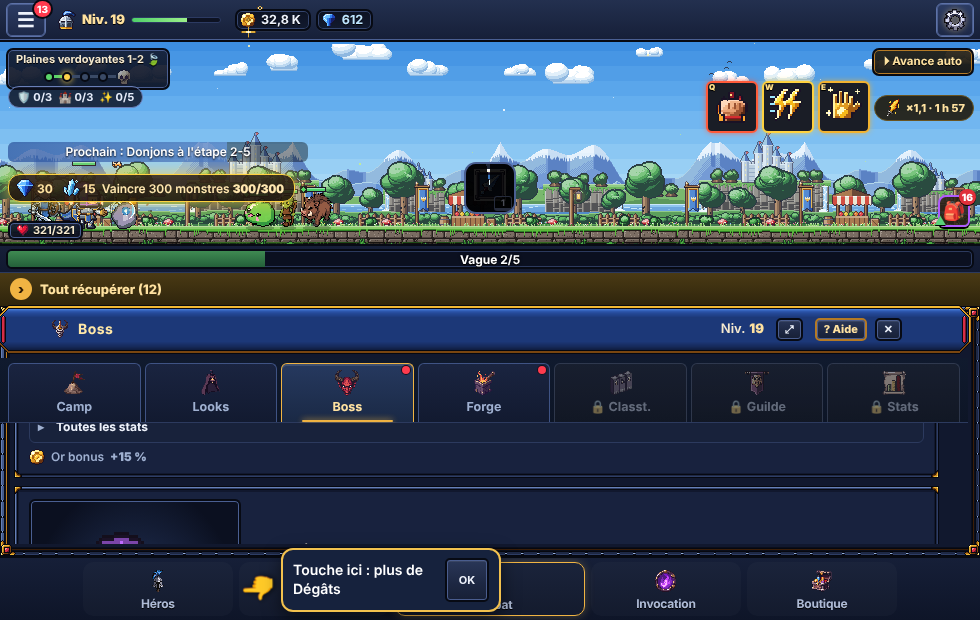 13
Niv. 19
32,8 K
612
Plaines verdoyantes 1-2
0/3 0/3 0/5
Avance auto
Q
W
E
×1,1 · 1 h 57
Prochain : Donjons à l'étape 2-5
30 15 Vaincre 300 monstres 300/300
1
16
321/321
Vague 2/5
Tout récupérer (12)
Boss
Niv. 19
? Aide
Camp
Looks
Boss
Forge
Classt.
Guilde
Stats
Toutes les stats
Or bonus +15 %
Touche ici : plus de
Dégâts
OK
Héros
Invocation
Boutique